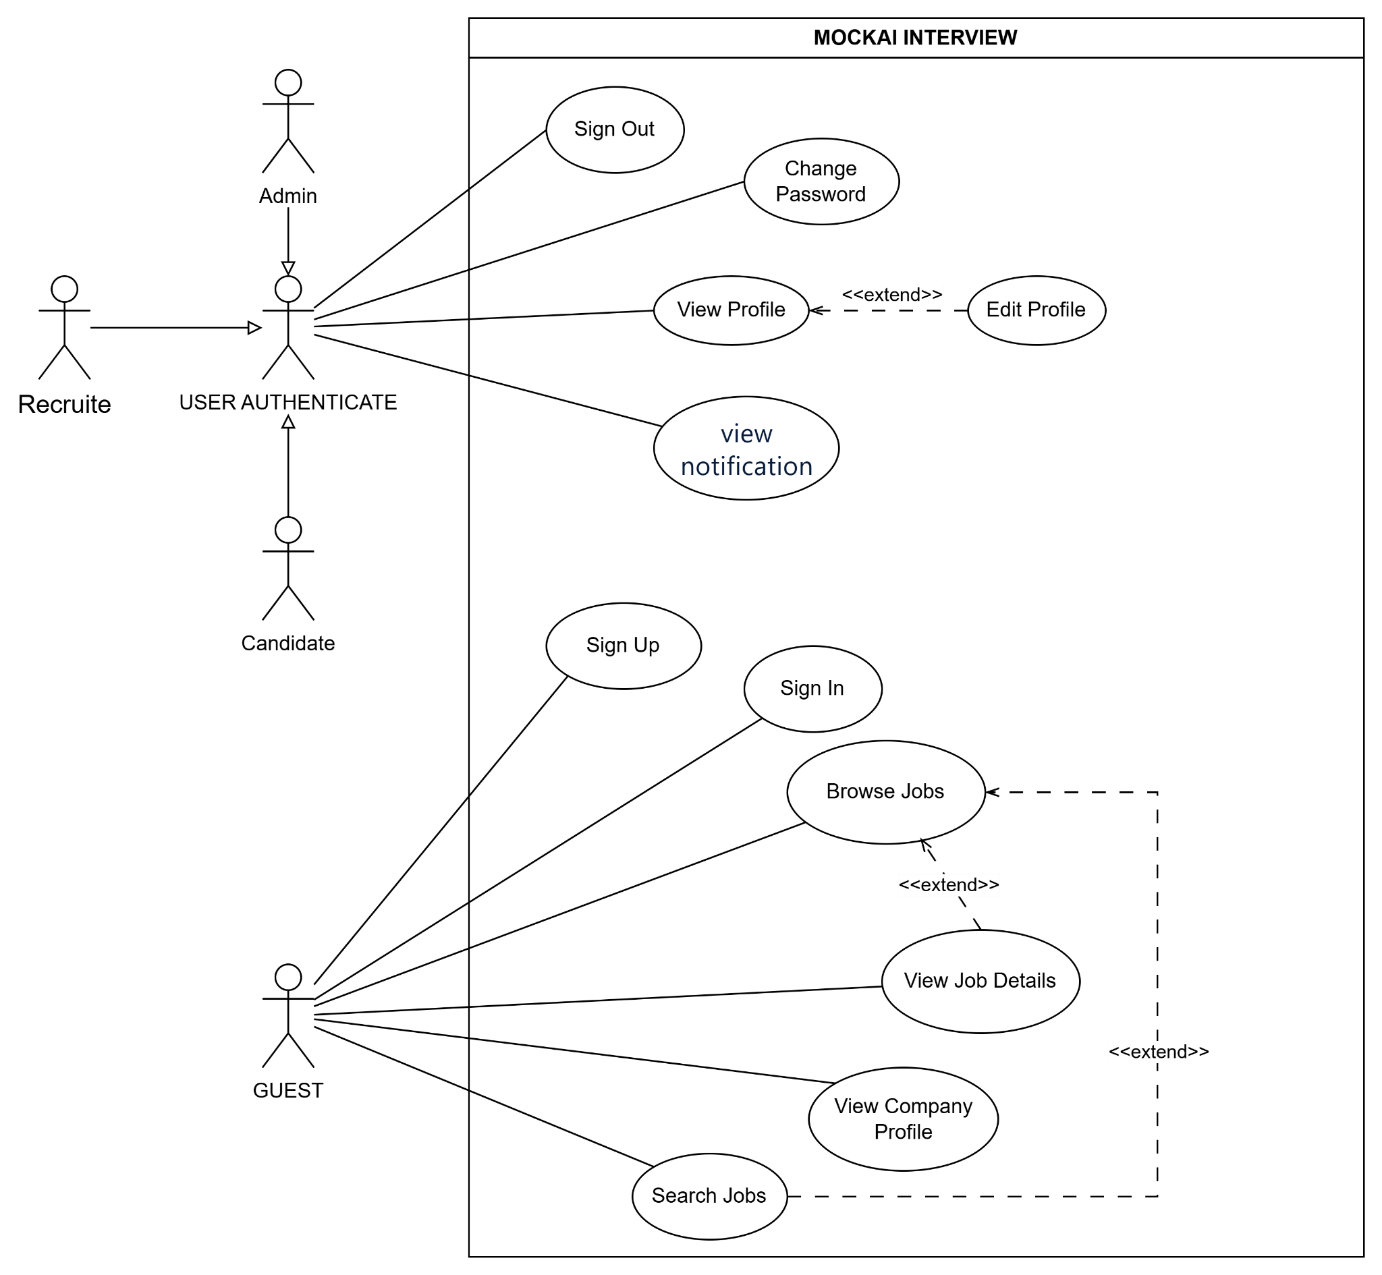 MOCKAI INTERVIEW
Sign Out
Change
Password
Admin
View Profile
<<extend>>
Edit Profile
Recruite
USER AUTHENTICATE
view
notification
Candidate
Sign Up
Sign In
Browse Jobs
<<extend>>
View Job Details
<<extend>>
GUEST
View Company
Profile
Search Jobs